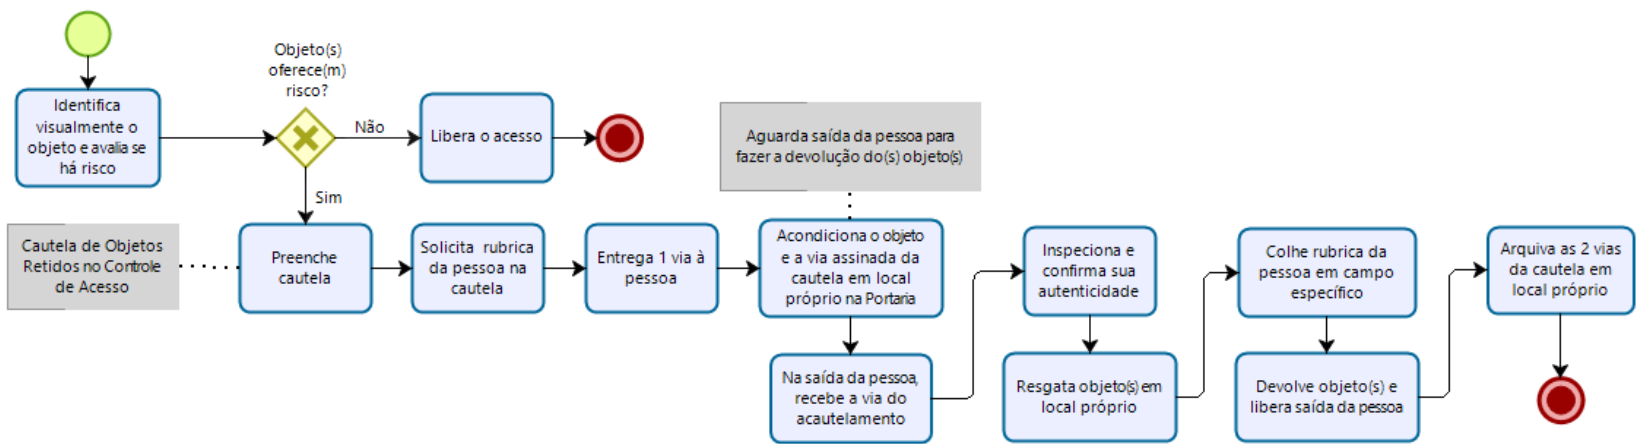 Identifica
visualmente o
objeto e avalia se
há risco
Objeto(s)
oferece(m)
risco?
Não
Libera o acesso
Sim
Cautela de Objetos
Retidos no Controle
de Acesso
Preenche
cautela
Solicita rubrica
da pessoa na
cautela
Entrega 1 via à
pessoa
Aguarda saída da pessoa para
fazer a devolução do(s) objeto(s)
Acondiciona o objeto
e a via assinada da
cautela em local
próprio na Portaria
Na saída da pessoa,
recebe a via do
acautelamento
Inspeciona e
confirma sua
autenticidade
Resgata objeto(s) em
local próprio
Colhe rubrica da
pessoa em campo
específico
Devolve objeto(s) e
libera saída da pessoa
Arquiva as 2 vias
da cautela em
local próprio